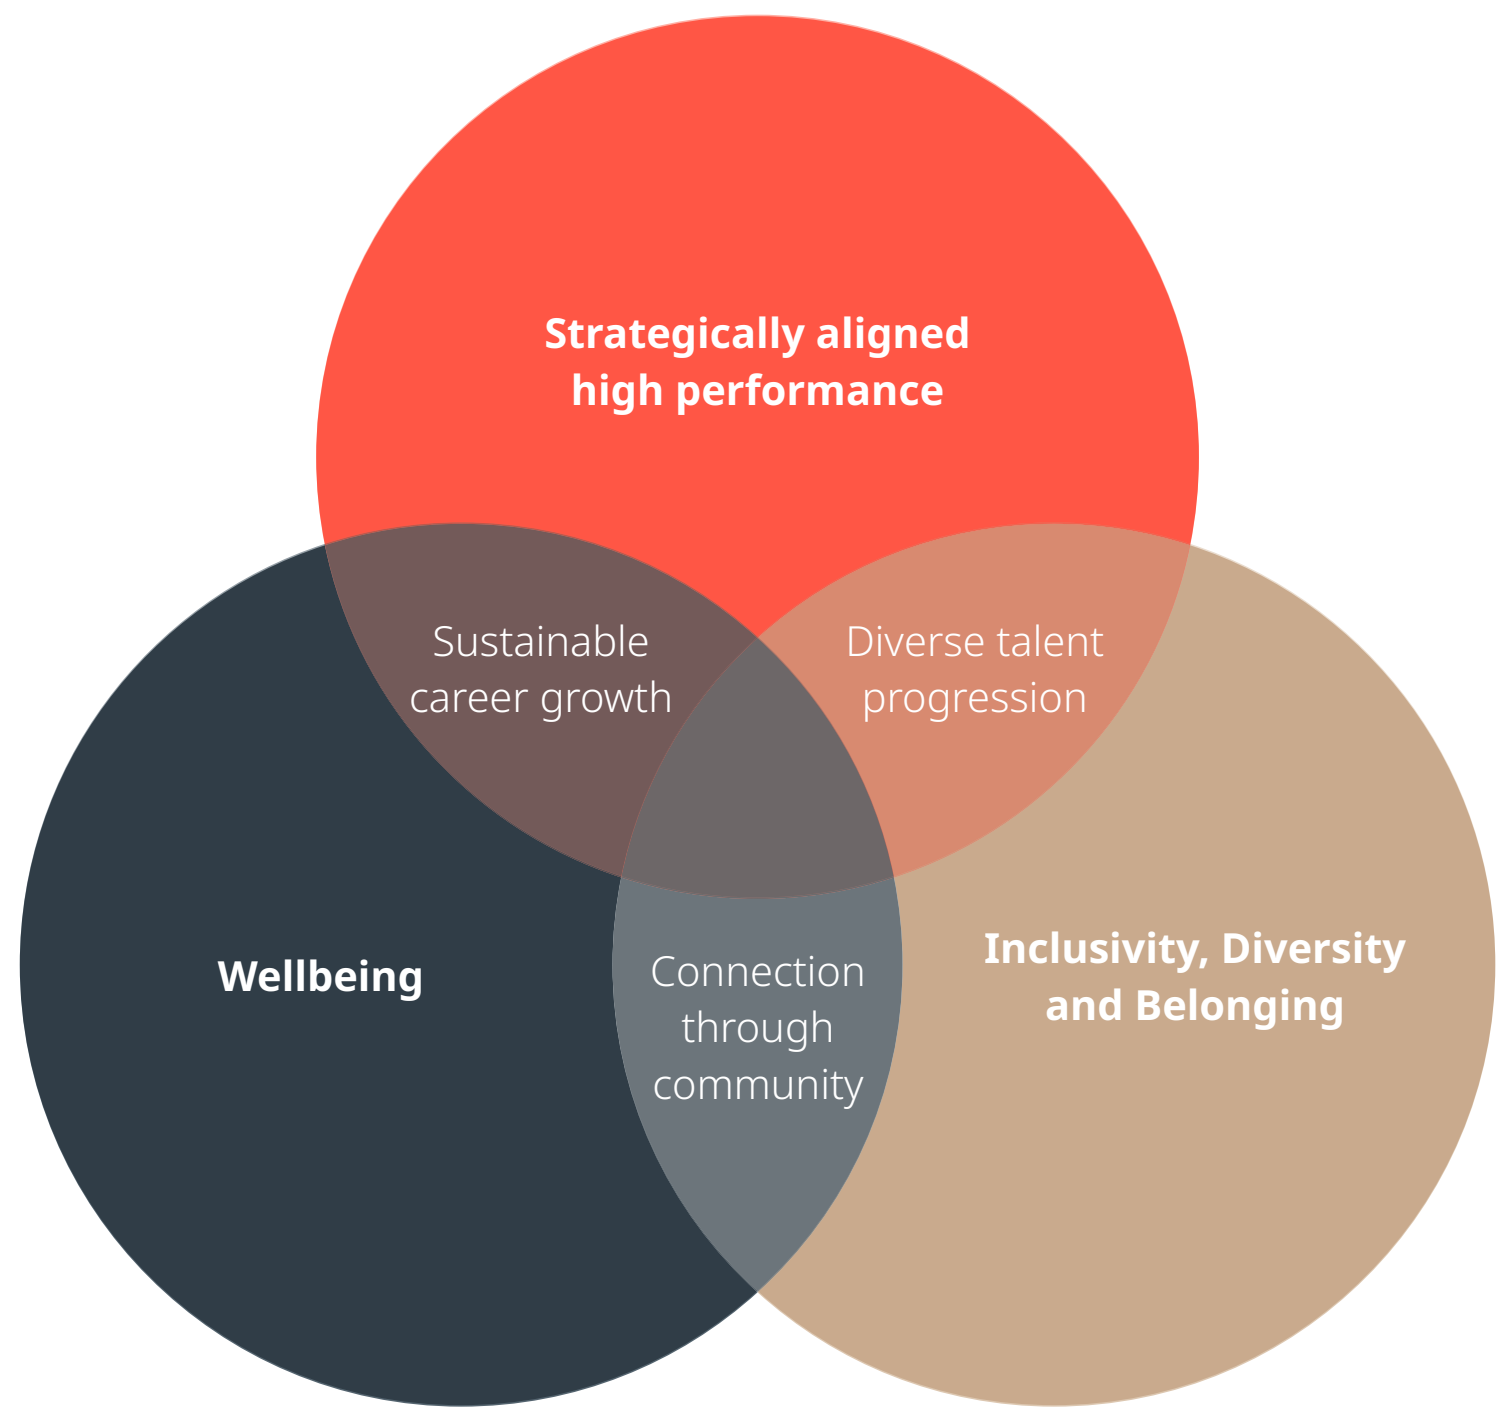 Strategically aligned
high performance
Sustainable
career growth
Diverse talent
progression
Wellbeing
Connection
through
community
Inclusivity, Diversity
and Belonging